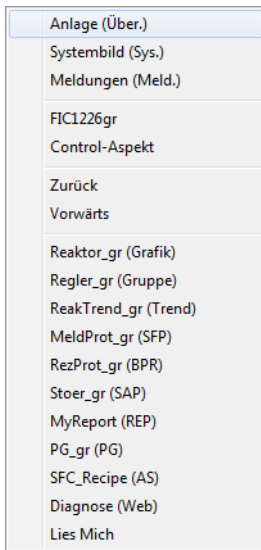 Anlage (Über.)
Systembild (Sys.)
Meldungen (Meld.)
FIC1226gr
Control-Aspekt
Zurück
Vorwärts
Reaktor_gr (Grafik)
Regler_gr (Gruppe)
ReakTrend_gr (Trend)
MeldProt_gr (SFP)
RezProt_gr (BPR)
Stoer_gr (SAP)
MyReport (REP)
PG_gr (PG)
SFC_Recipe (AS)
Diagnose (Web)
Lies Mich